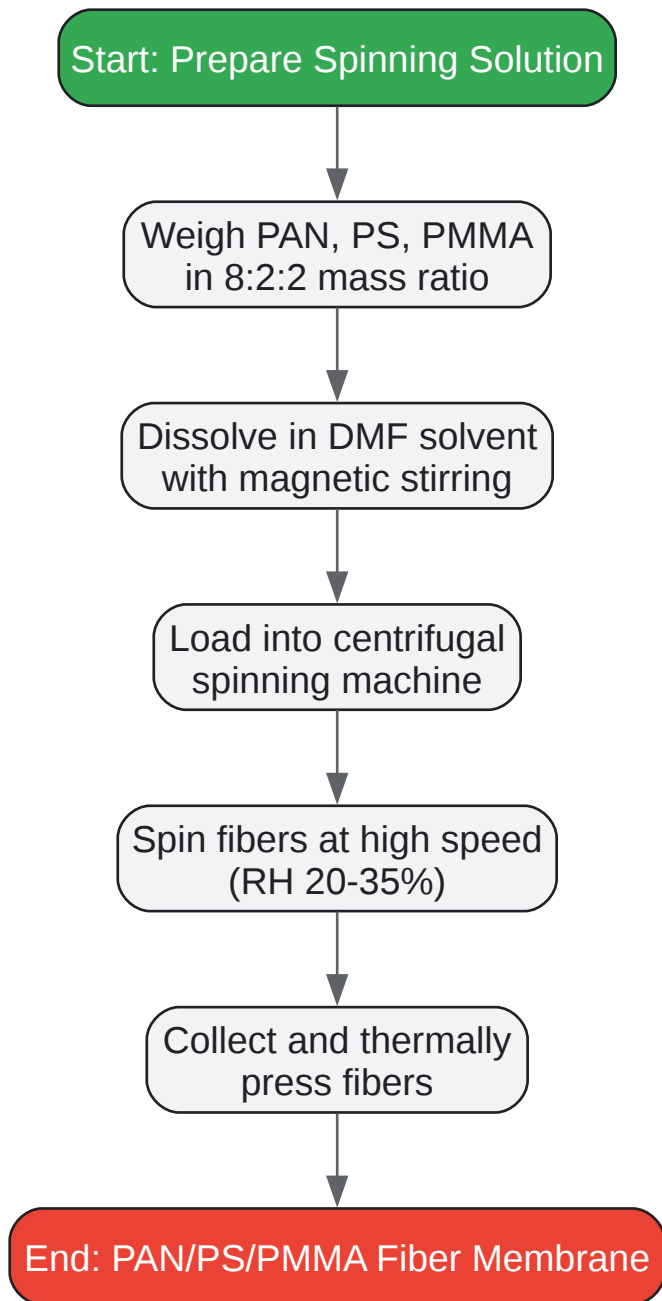 Start: Prepare Spinning Solution
Weigh PAN, PS, PMMA
in 8:2:2 mass ratio
Dissolve in DMF solvent
with magnetic stirring
Load into centrifugal
spinning machine
Spin fibers at high speed
(RH 20-35%)
Collect and thermally
press fibers
End: PAN/PS/PMMA Fiber Membrane